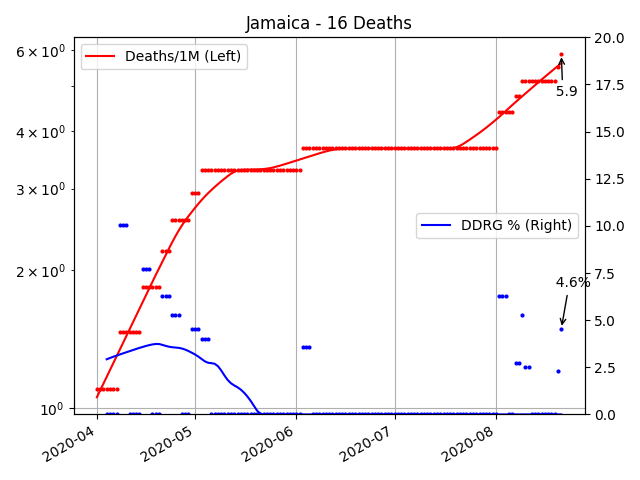 Jamaica - 16 Deaths
Deaths/1M (Left)
DDRG % (Right)
5.9
4.6%
6 × 10⁰
4 × 10⁰
3 × 10⁰
2 × 10⁰
10⁰
20.0
17.5
15.0
12.5
10.0
7.5
5.0
2.5
0.0
2020-04
2020-05
2020-06
2020-07
2020-08